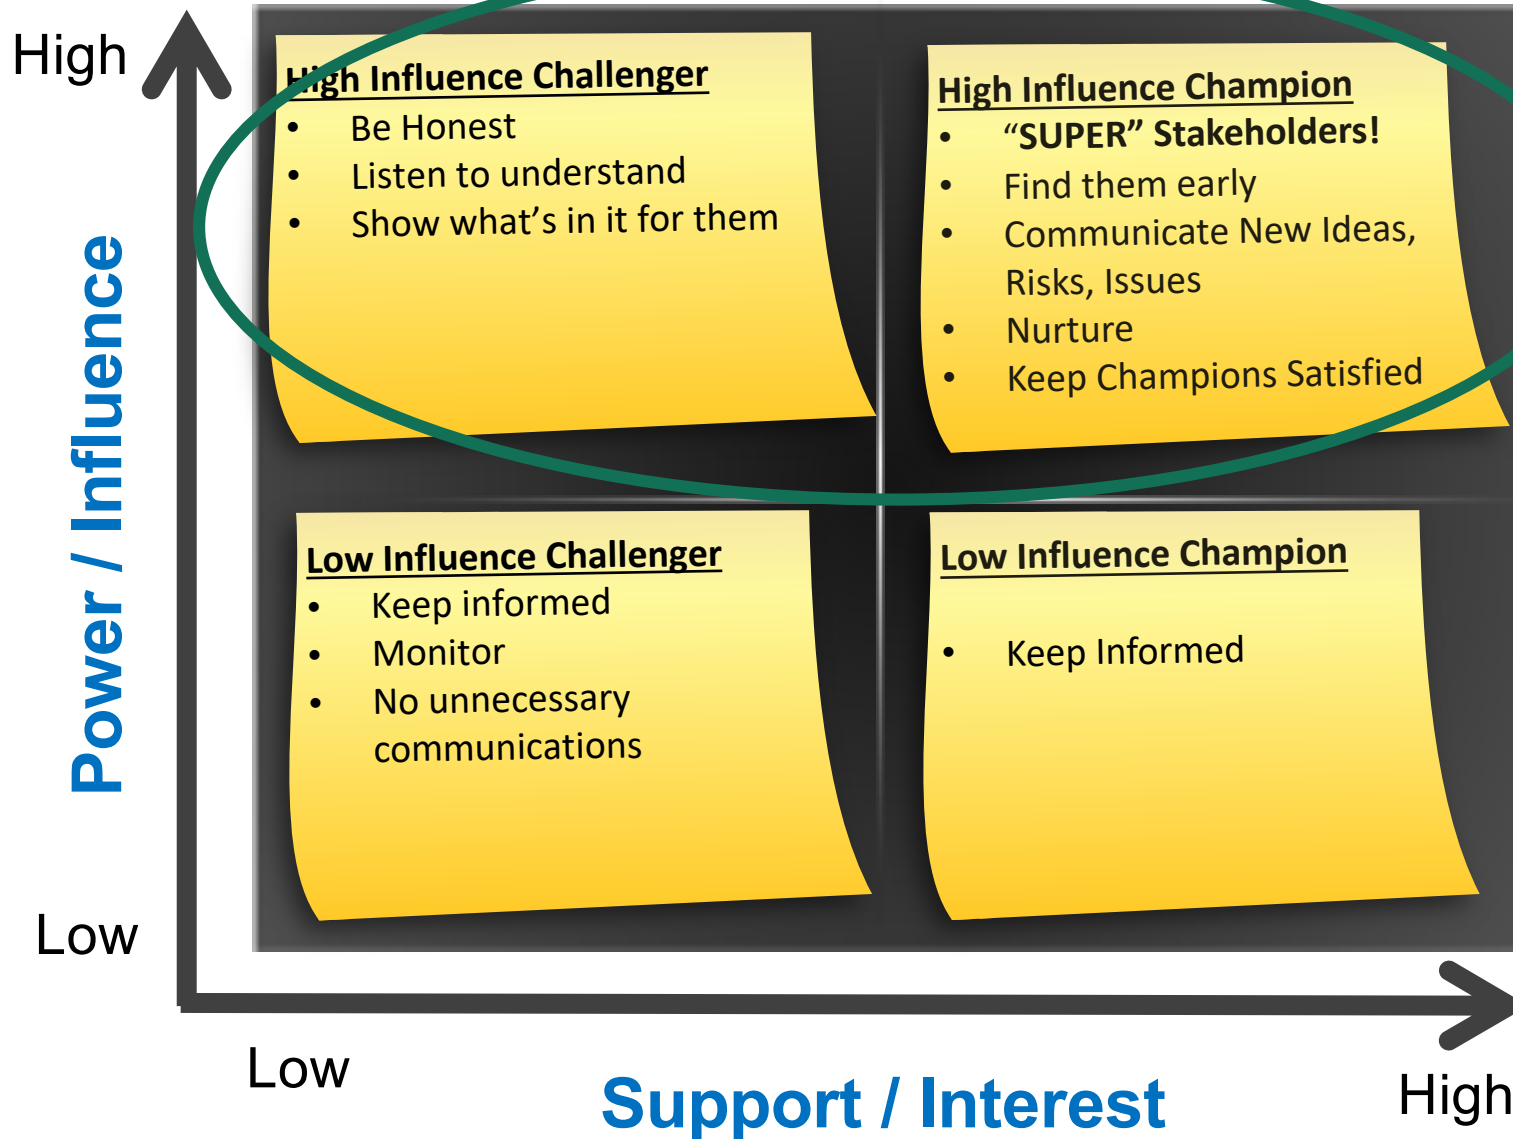 High
Power / Influence
Low
High Influence Challenger
• Be Honest
• Listen to understand
• Show what's in it for them
High Influence Champion
• “SUPER” Stakeholders!
• Find them early
• Communicate New Ideas,
Risks, Issues
• Nurture
• Keep Champions Satisfied
Low Influence Challenger
• Keep informed
• Monitor
• No unnecessary
communications
Low Influence Champion
• Keep Informed
Low
Support / Interest
High